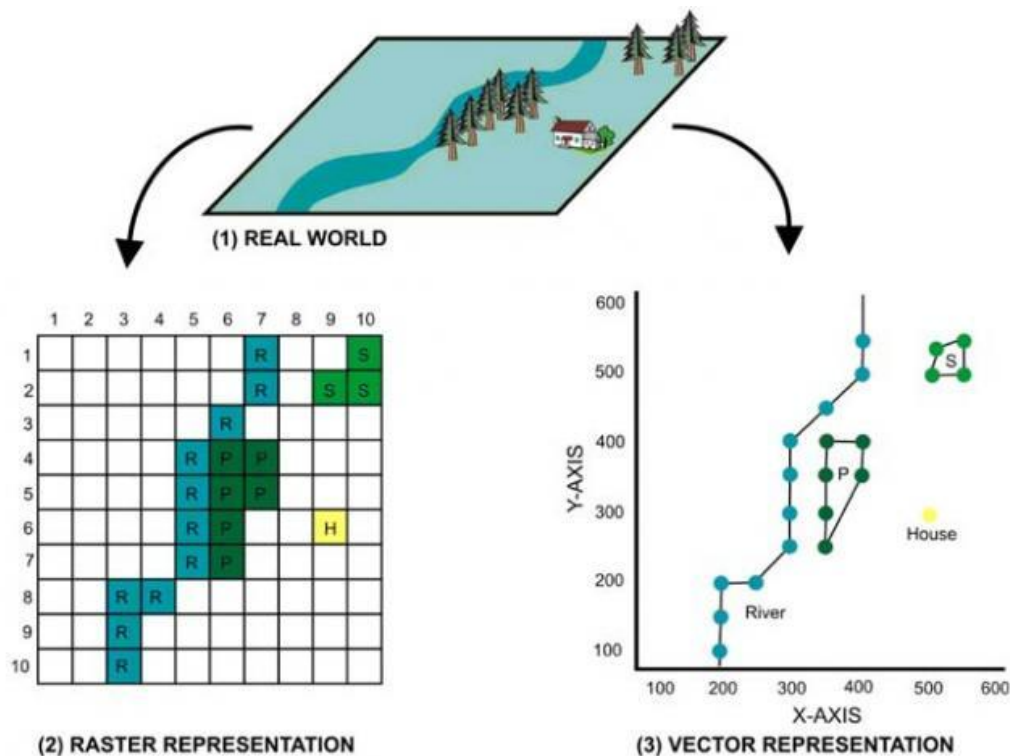 (1) REAL WORLD
1 2 3 4 5 6 7 8 9 10
1 R S
2 R S S
3 R
4 R P P
5 R P P
6 R P H
7 R P
8 R R
9 R
10 R
(2) RASTER REPRESENTATION
600
500
400
300
200
100
Y-AXIS
S
P
House
River
100 200 300 400 500 600
X-AXIS
(3) VECTOR REPRESENTATION